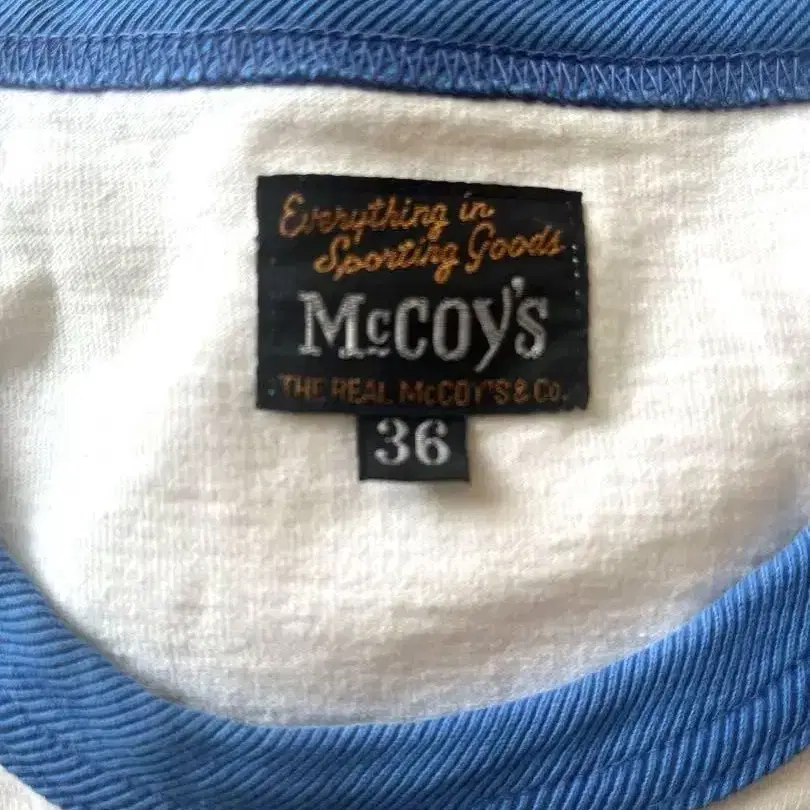 Everything in
Sporting Goods
McCOY'S
THE REAL McCOY'S & Co.
36